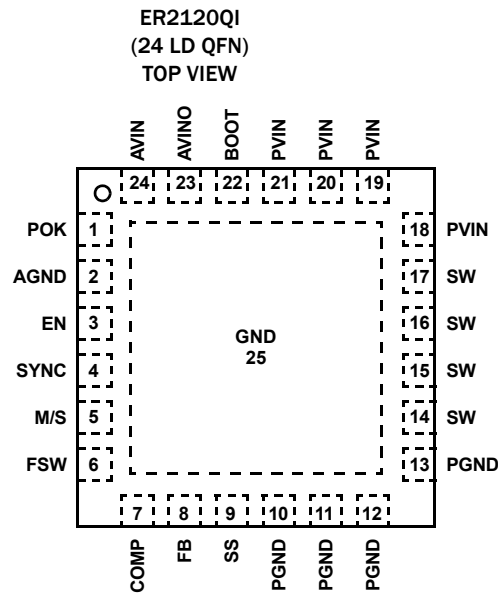 ER2120QI
(24 LD QFN)
TOP VIEW
AVIN
AVINO
BOOT
PVIN
PVIN
PVIN
24
23
22
21
20
19
POK 1
AGND 2
EN 3
SYNC 4
M/S 5
FSW 6
GND
25
18 PVIN
17 SW
16 SW
15 SW
14 SW
13 PGND
7
8
9
10
11
12
COMP
FB
SS
PGND
PGND
PGND